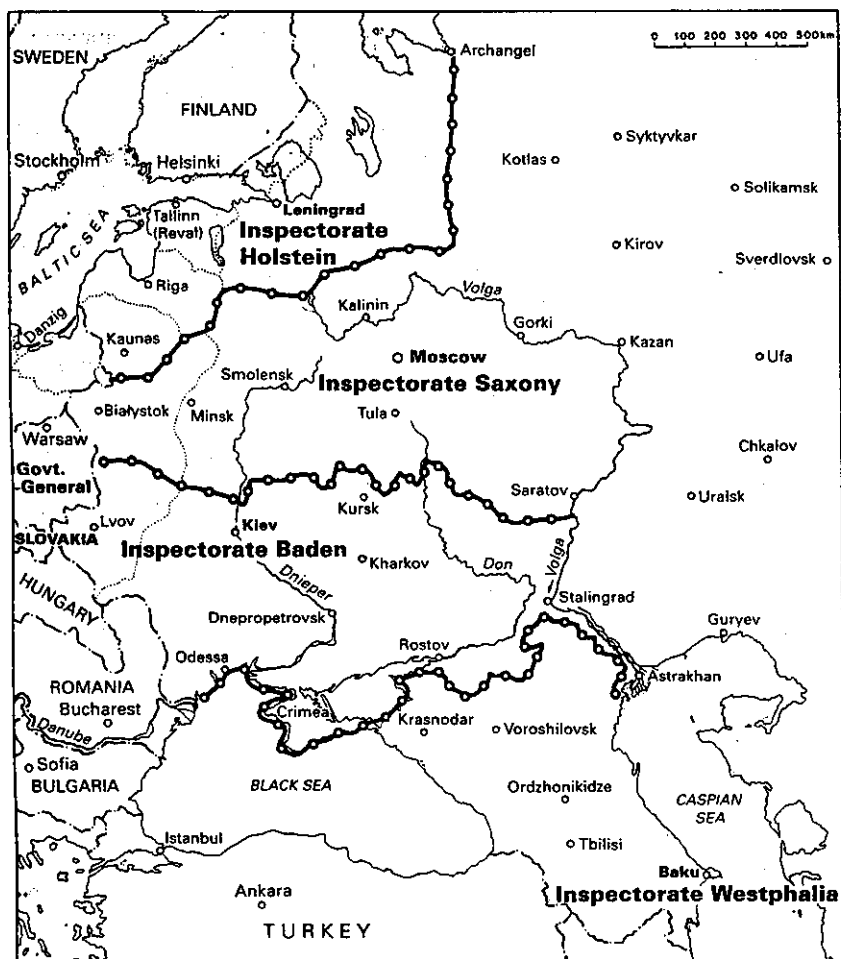 Archangel
0 100 200 300 400 500km
SWEDEN
FINLAND
Syktyvkar
Kotlas
Stockholm
Helsinki
Solikamsk
Leningrad
Tallinn
(Reval)
Inspectorate
Holstein
BALTIC SEA
Kirov
Sverdlovsk
Riga
Volga
Kalinin
Danzig
Gorki
Kazan
Kaunas
Moscow
Ufa
Smolensk
Inspectorate Saxony
Białystok
Minsk
Tula
Warsaw
Chkalov
Govt.
General
Saratov
Uralsk
Kursk
Lvov
Kiev
SLOVAKIA
Inspectorate Baden
Kharkov
Don
Volga
HUNGARY
Dnieper
Stalingrad
Dnepropetrovsk
Guryev
Rostov
Odessa
Astrakhan
ROMANIA
Bucharest
Crimea
Krasnodar
Voroshilovsk
Danube
Sofia
BULGARIA
BLACK SEA
Ordzhonikidze
CASPIAN
SEA
Istanbul
Tbilisi
Baku
Inspectorate Westphalia
Ankara
TURKEY